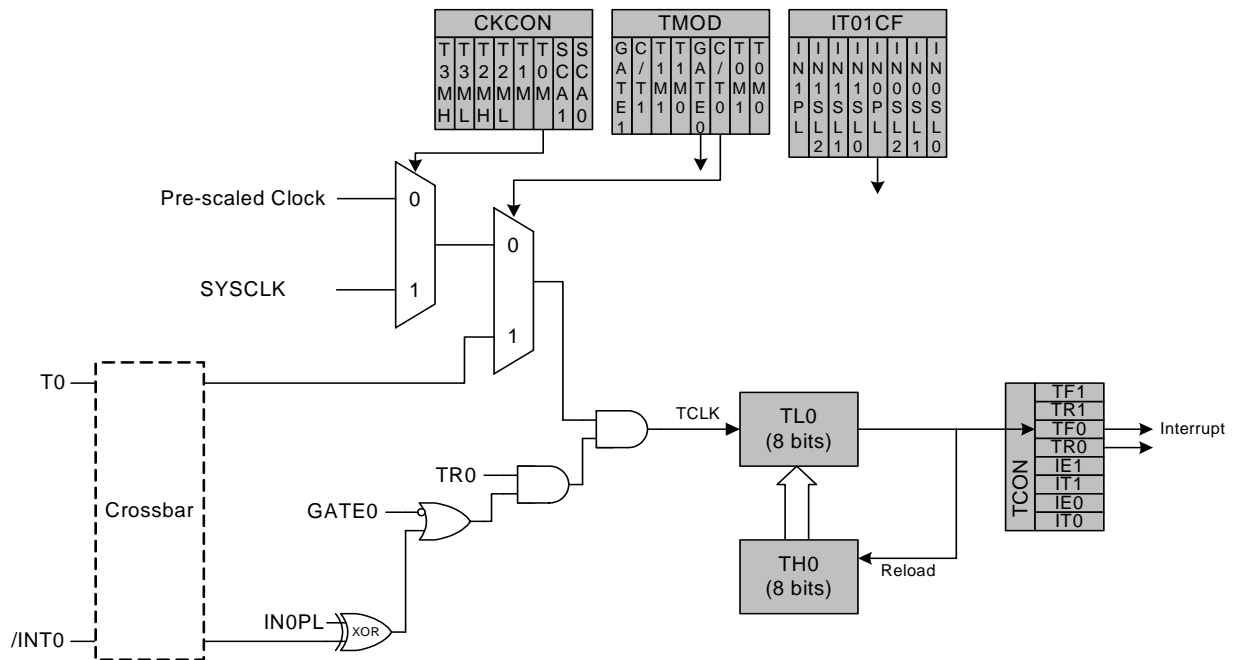 CKCON
T3MH T3ML T2MH T2ML T1M T0M SCA1 SCA0
TMOD
GATE1 C/T1 T1M1 T1M0 GATE0 C/T0 T0M1 T0M0
IT01CF
IN1PL IN1SL2 IN1SL1 IN1SL0 IN0PL IN0SL2 IN0SL1 IN0SL0
Pre-scaled Clock
0
SYSCLK
1
0
1
T0
Crossbar
/INT0
TR0
GATE0
IN0PL
XOR
TCLK
TL0
(8 bits)
TH0
(8 bits)
Reload
TCON
TF1
TR1
TF0
TR0
IE1
IT1
IE0
IT0
Interrupt